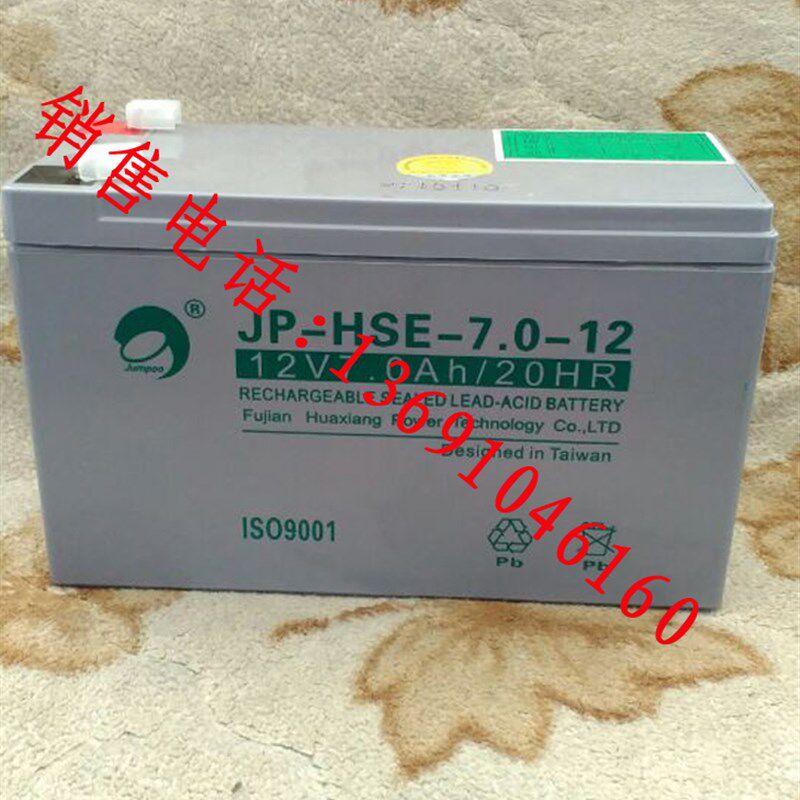 销售电话：13691046160
®
Jumpoo
JP-HSE-7.0-12
12V7.0Ah/20HR
RECHARGEABLE SEALED LEAD-ACID BATTERY
Fujian Huaxiang Power Technology Co.,LTD
Designed in Taiwan
ISO9001
Pb
Pb